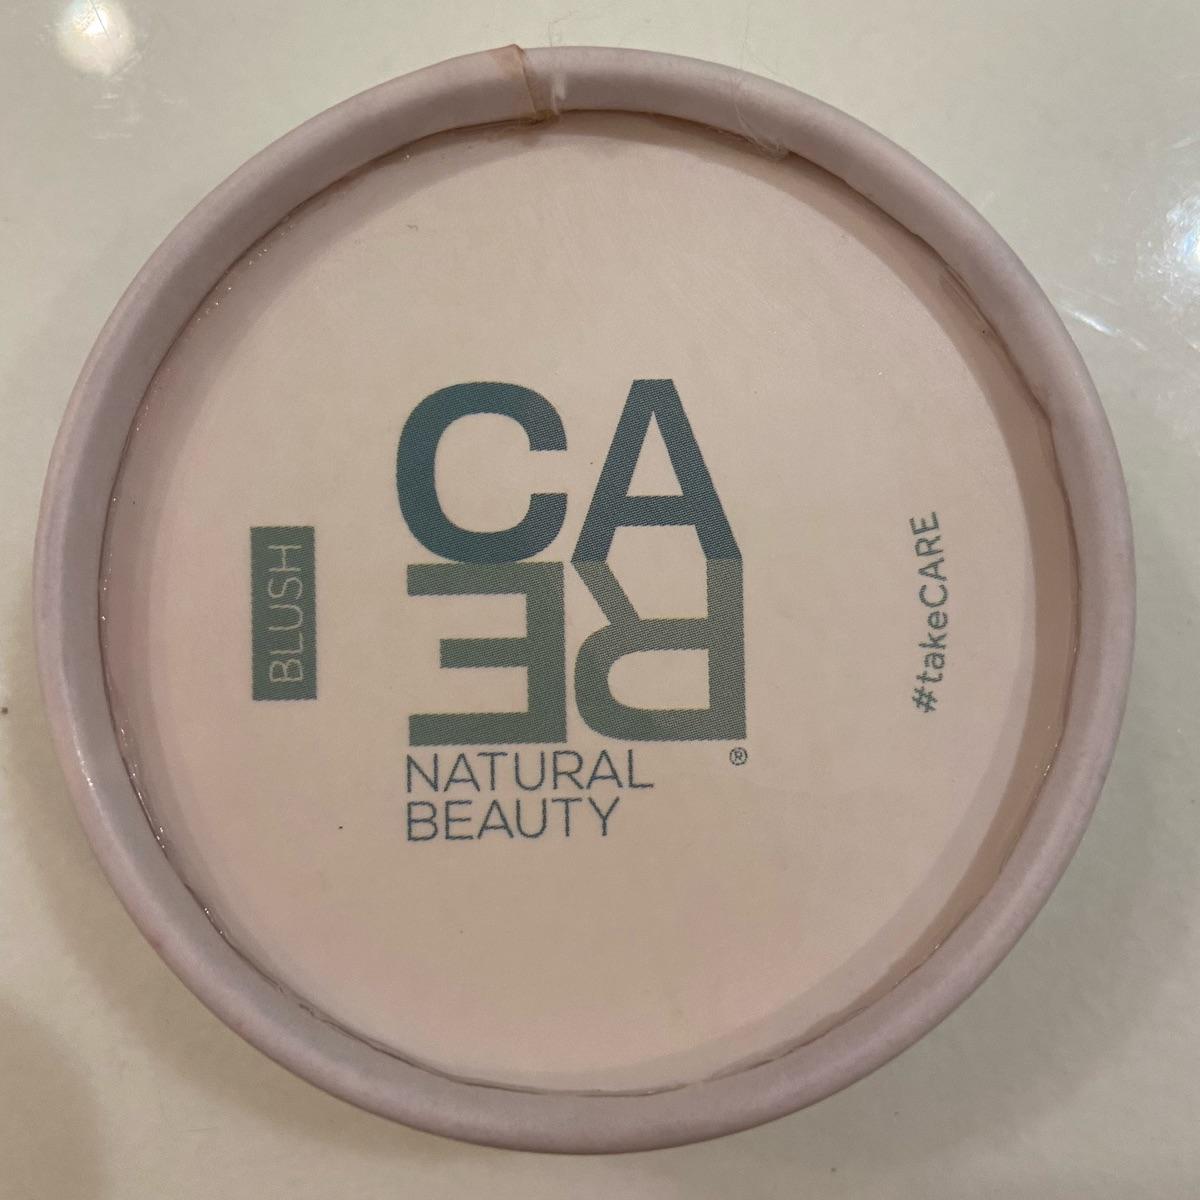 CA
RE
®
NATURAL
BEAUTY
BLUSH
#takeCARE